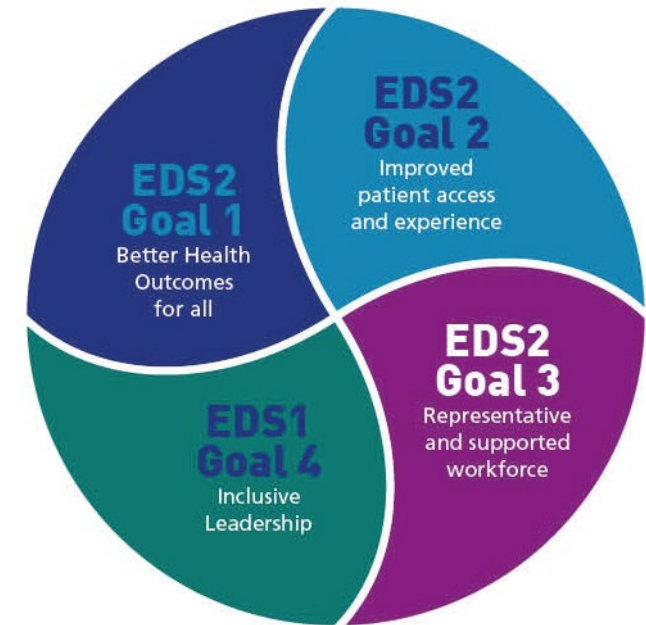 EDS2
Goal 1
Better Health
Outcomes
for all
EDS2
Goal 2
Improved
patient access
and experience
EDS2
Goal 3
Representative
and supported
workforce
EDS1
Goal 4
Inclusive
Leadership